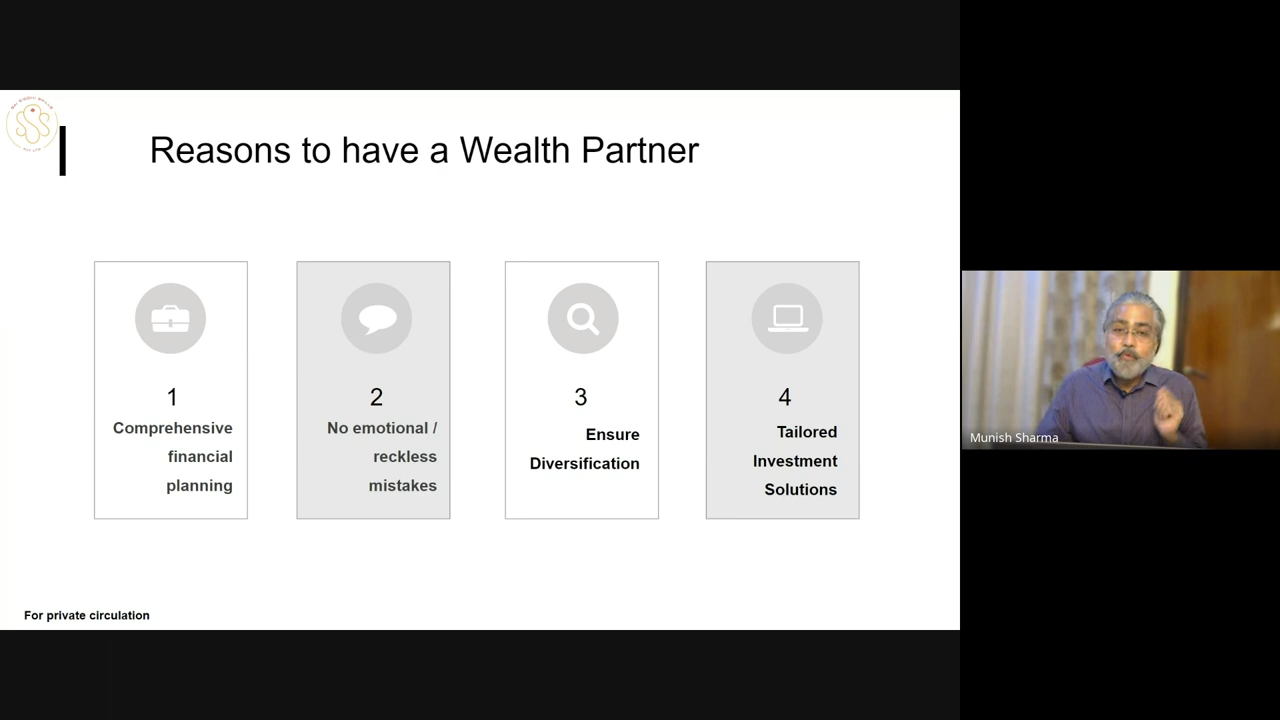 Reasons to have a Wealth Partner
1
Comprehensive
financial
planning
2
No emotional /
reckless
mistakes
3
Ensure
Diversification
4
Tailored
Investment
Solutions
For private circulation
Munish Sharma